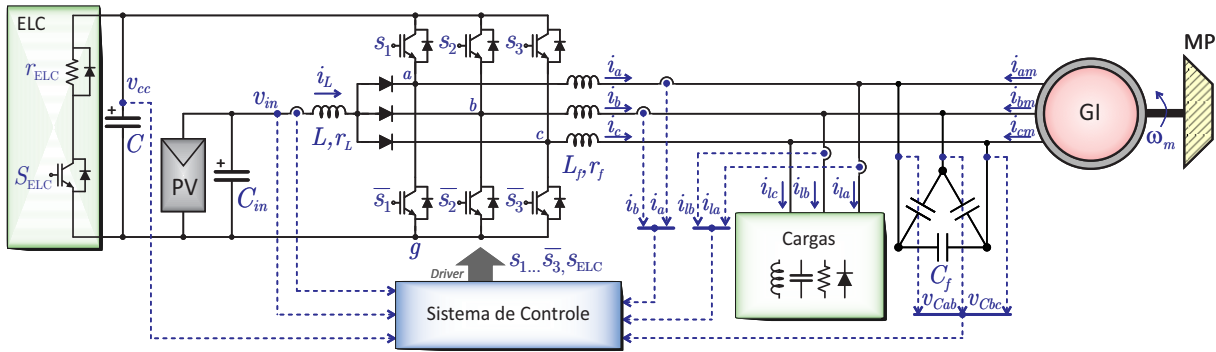 ELC
r_ELC
S_ELC
v_cc
+
C
PV
+
C_in
v_in
i_L
L,r_L
s_1
s_2
s_3
a
b
c
s̅_1
s̅_2
s̅_3
g
L_f,r_f
i_a
i_b
i_c
i_b
i_a
i_lb
i_la
i_lc
i_lb
i_la
Cargas
i_am
i_bm
i_cm
GI
ω_m
MP
C_f
v_Cab
v_Cbc
Driver
s_1...s̅_3,s_ELC
Sistema de Controle